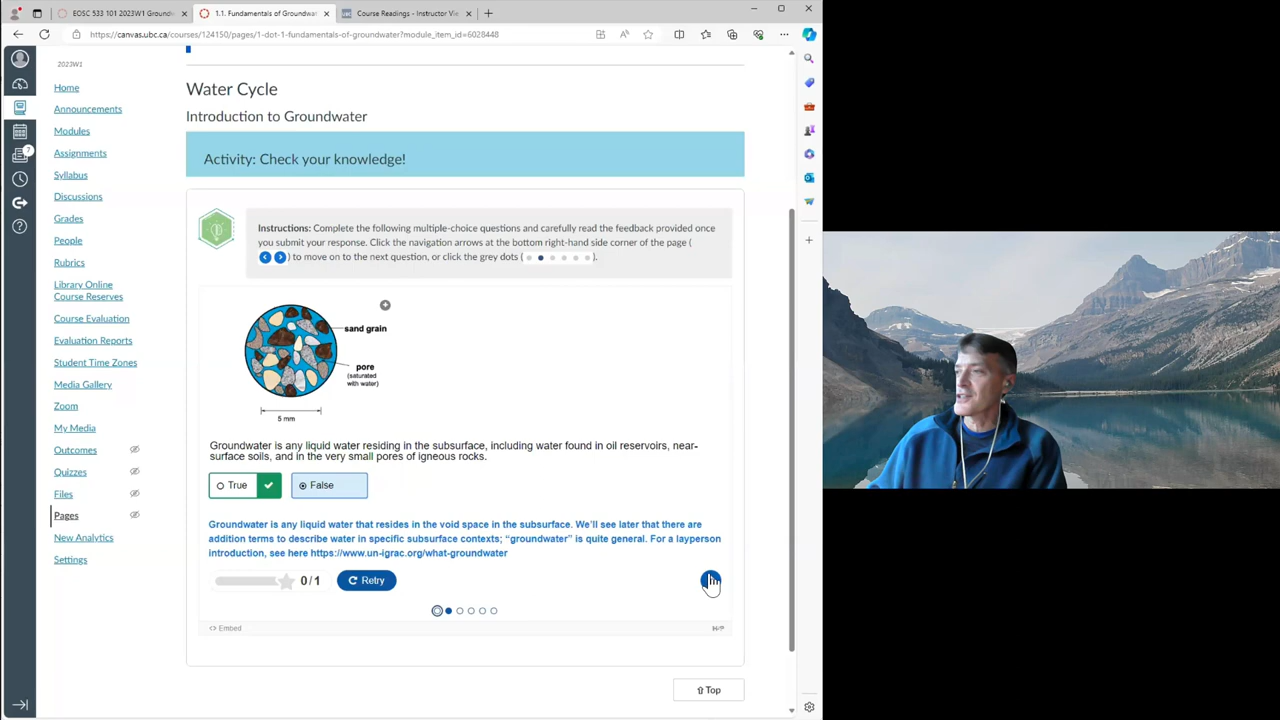 EOSC 533 101 2023W1 Ground
1.1. Fundamentals of Groundwat
Course Readings - Instructor Vie
https://canvas.ubc.ca/courses/124150/pages/1-dot-1-fundamentals-of-groundwater?module_item_id=6028448
2023W1
Home
Announcements
Modules
Assignments
7
Syllabus
Discussions
Grades
People
Rubrics
Library Online
Course Reserves
Course Evaluation
Evaluation Reports
Student Time Zones
Media Gallery
Zoom
My Media
Outcomes
Quizzes
Files
Pages
New Analytics
Settings
Water Cycle
Introduction to Groundwater
Activity: Check your knowledge!
Instructions: Complete the following multiple-choice questions and carefully read the feedback provided once
you submit your response. Click the navigation arrows at the bottom right-hand side corner of the page (
) to move on to the next question, or click the grey dots ( ).
sand grain
pore
(saturated
with water)
5 mm
Groundwater is any liquid water residing in the subsurface, including water found in oil reservoirs, near-
surface soils, and in the very small pores of igneous rocks.
True
False
Groundwater is any liquid water that resides in the void space in the subsurface. We'll see later that there are
addition terms to describe water in specific subsurface contexts; "groundwater" is quite general. For a layperson
introduction, see here https://www.un-igrac.org/what-groundwater
0/1
Retry
<> Embed
H5P
Top